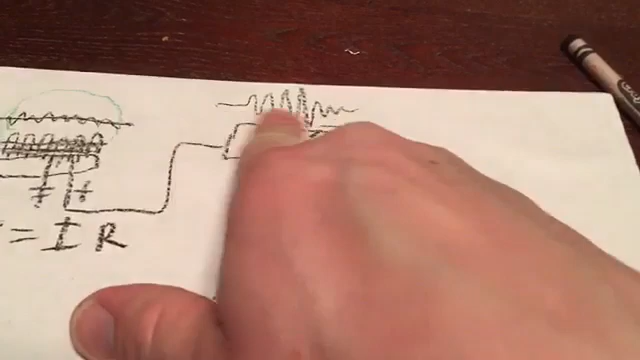 = I R